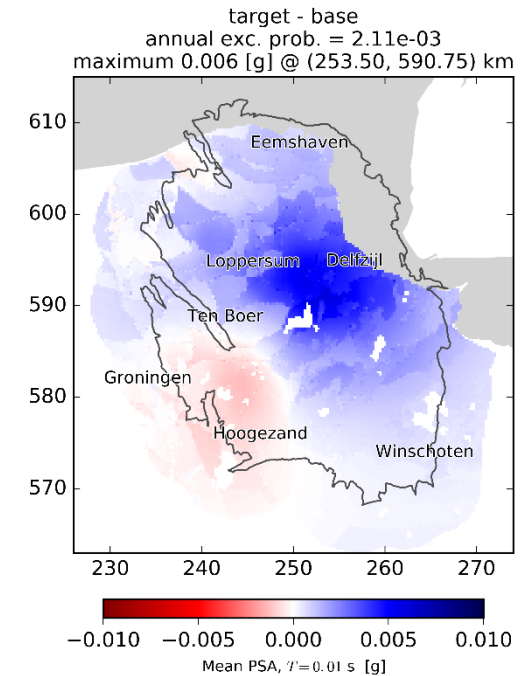 target - base
annual exc. prob. = 2.11e-03
maximum 0.006 [g] @ (253.50, 590.75) km
610
Eemshaven
600
Loppersum Delfzijl
590
Ten Boer
Groningen
580
Hoogezand
Winschoten
570
230 240 250 260 270
−0.010 −0.005 0.000 0.005 0.010
Mean PSA, T=0.01 s [g]